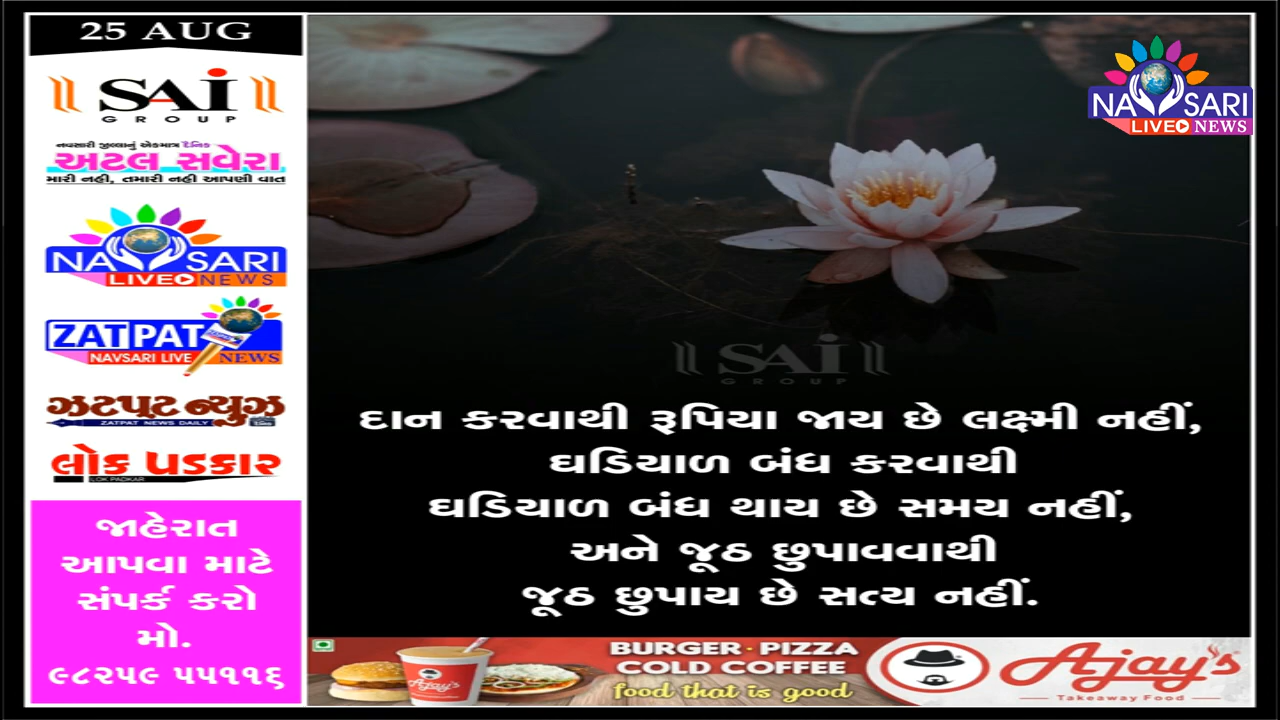 25 AUG
SAi
GROUP
નવસારી જીલ્લાનું એકમાત્ર દૈનિક
અટલ સવેરા
મારી નહી, તમારી નહી આપણી વાત
NAVSARI
LIVE NEWS
ZATPAT
NAVSARI LIVE NEWS
ઝટપટ ન્યુઝ
ZATPAT NEWS DAILY દૈનિક
લોક પડકાર
LOK PADKAR
જાહેરાત
આપવા માટે
સંપર્ક કરો
મો.
૯૮૨૫૯ ૫૫૧૧૬
NAVSARI
LIVE NEWS
SAi
GROUP
દાન કરવાથી રૂપિયા જાય છે લક્ષ્મી નહીં,
ઘડિયાળ બંધ કરવાથી
ઘડિયાળ બંધ થાય છે સમય નહીં,
અને જૂઠ છુપાવવાથી
જૂઠ છુપાય છે સત્ય નહીં.
BURGER · PIZZA
COLD COFFEE
food that is good
Ajay's
Ajay's
Takeaway Food